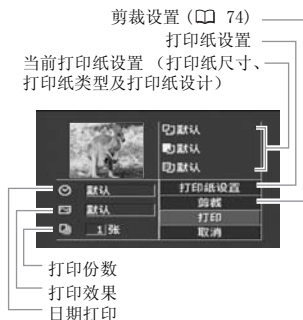 剪裁设置 (74)
打印纸设置
当前打印纸设置 (打印纸尺寸、
打印纸类型及打印纸设计)
默认
默认
默认
默认
打印纸设置
默认
剪裁
打印
1 张
取消
打印份数
打印效果
日期打印